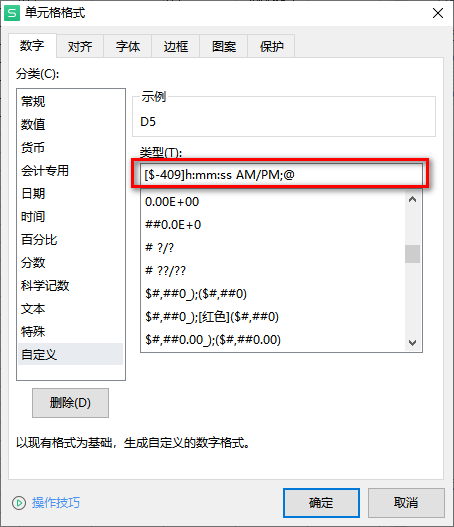 S 单元格格式
数字 对齐 字体 边框 图案 保护
分类(C):
常规
数值
货币
会计专用
日期
时间
百分比
分数
科学记数
文本
特殊
自定义
示例
D5
类型(T):
[$-409]h:mm:ss AM/PM;@
0.00E+00
##0.0E+0
# ?/?
# ??/??
$#,##0_);($#,##0)
$#,##0_);[红色]($#,##0)
$#,##0.00_);($#,##0.00)
删除(D)
以现有格式为基础，生成自定义的数字格式。
操作技巧 确定 取消